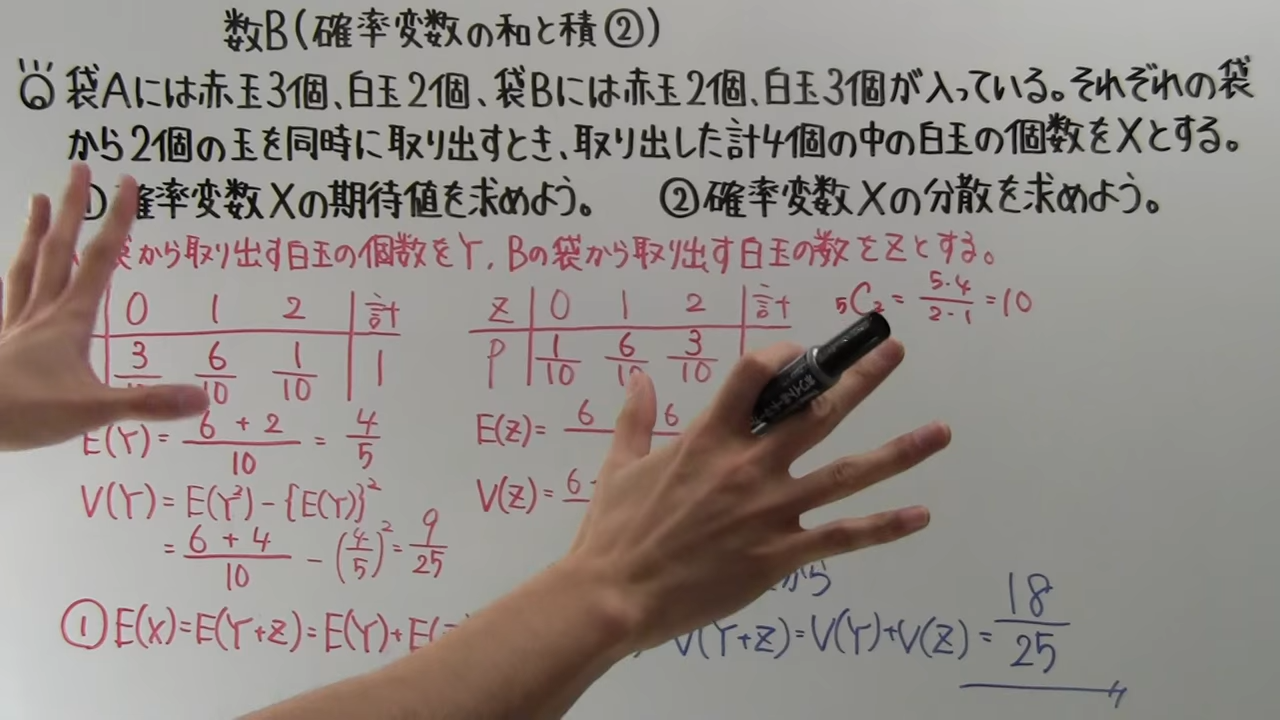 数B(確率変数の和と積②)
Q 袋Aには赤玉3個、白玉2個、袋Bには赤玉2個、白玉3個が入っている。それぞれの袋
から2個の玉を同時に取り出すとき、取り出した計4個の中の白玉の個数をXとする。
確率変数Xの期待値を求めよう。 ②確率変数Xの分散を求めよう。
袋から取り出す白玉の個数をY, Bの袋から取り出す白玉の数をZとする。
0 1 2 計
3/ 6/10 1/10 1
Z 0 1 2 計
P 1/10 6/10 3/10
₅C₂ = 5·4/2·1 = 10
E(Y) = (6+2)/10 = 4/5
E(Z) = 6 6
V(Y) = E(Y²) - {E(Y)}²
= (6+4)/10 - (4/5)² = 9/25
V(Z) = 6
から
① E(X)=E(Y+Z)=E(Y)+E(
V(Y+Z)=V(Y)+V(Z) = 18/25